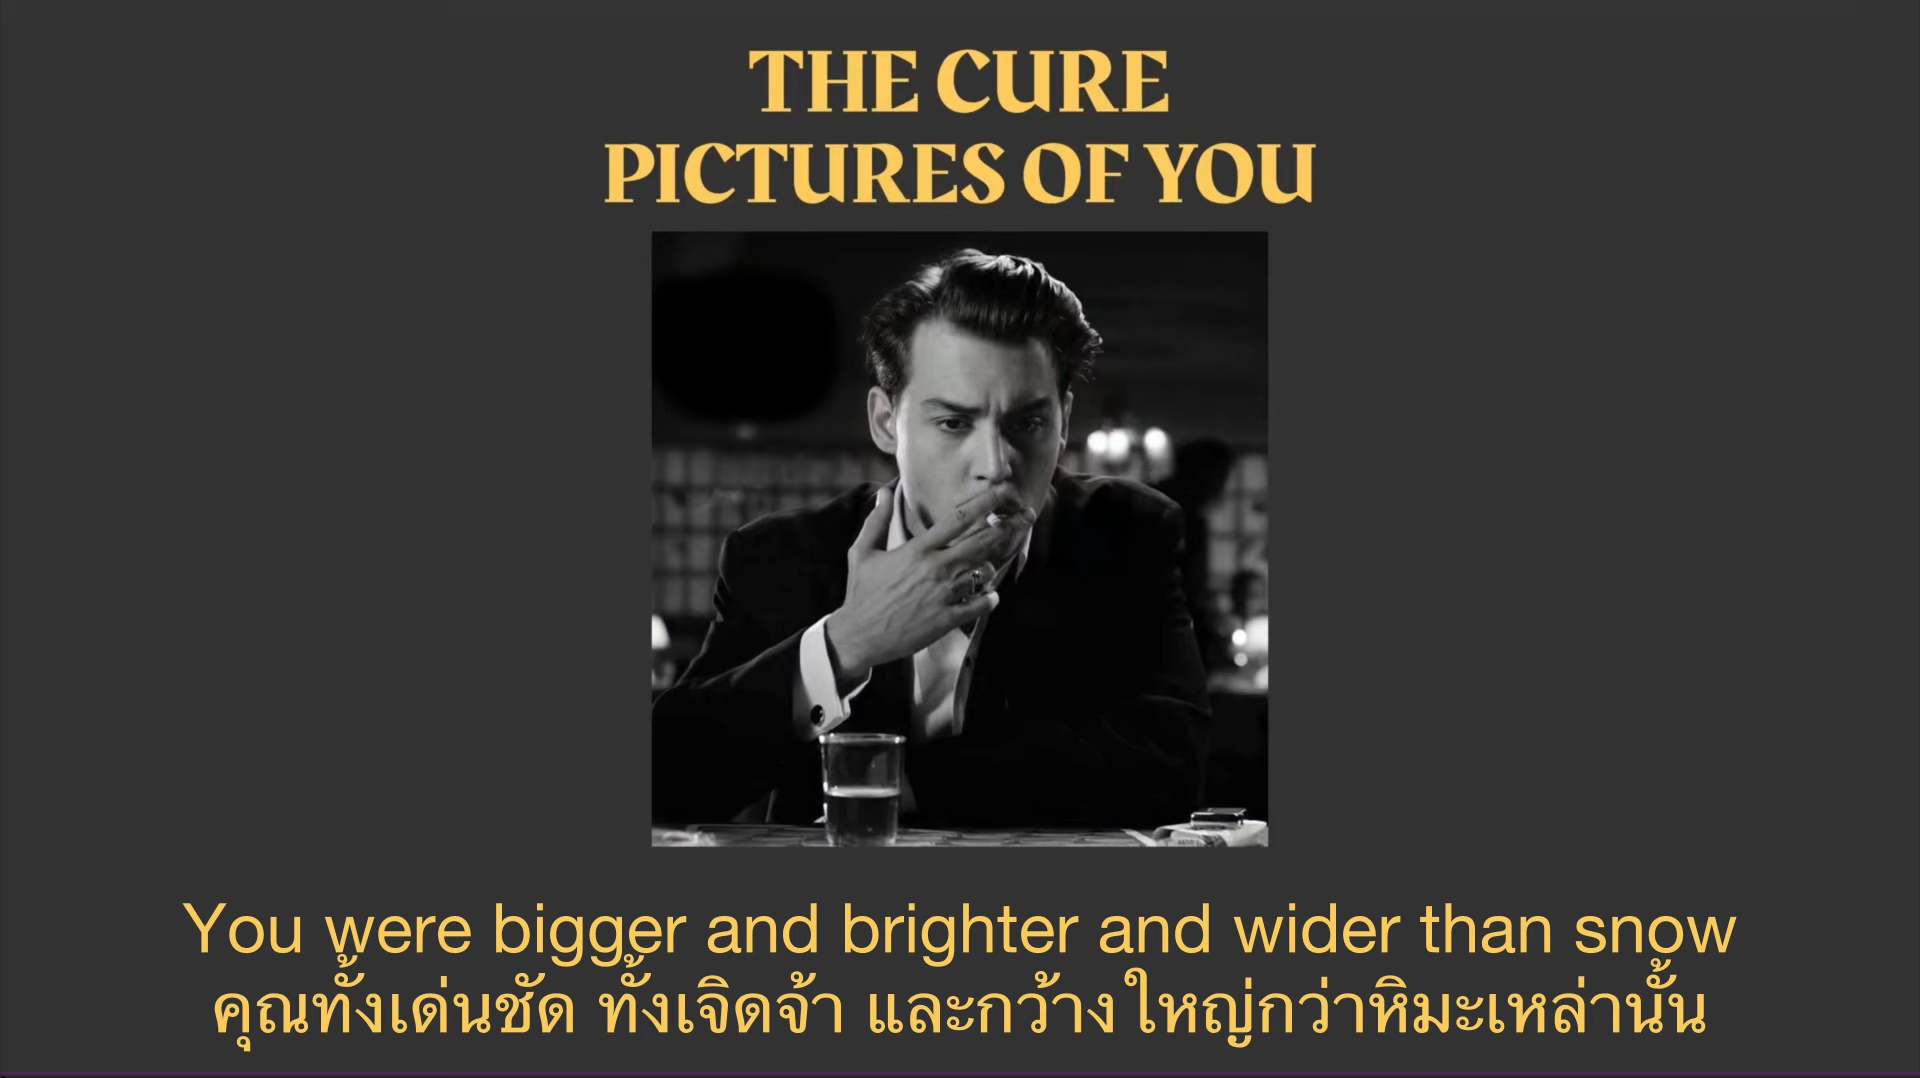 THE CURE
PICTURES OF YOU
You were bigger and brighter and wider than snow
คุณทั้งเด่นชัด ทั้งเจิดจ้า และกว้างใหญ่กว่าหิมะเหล่านั้น